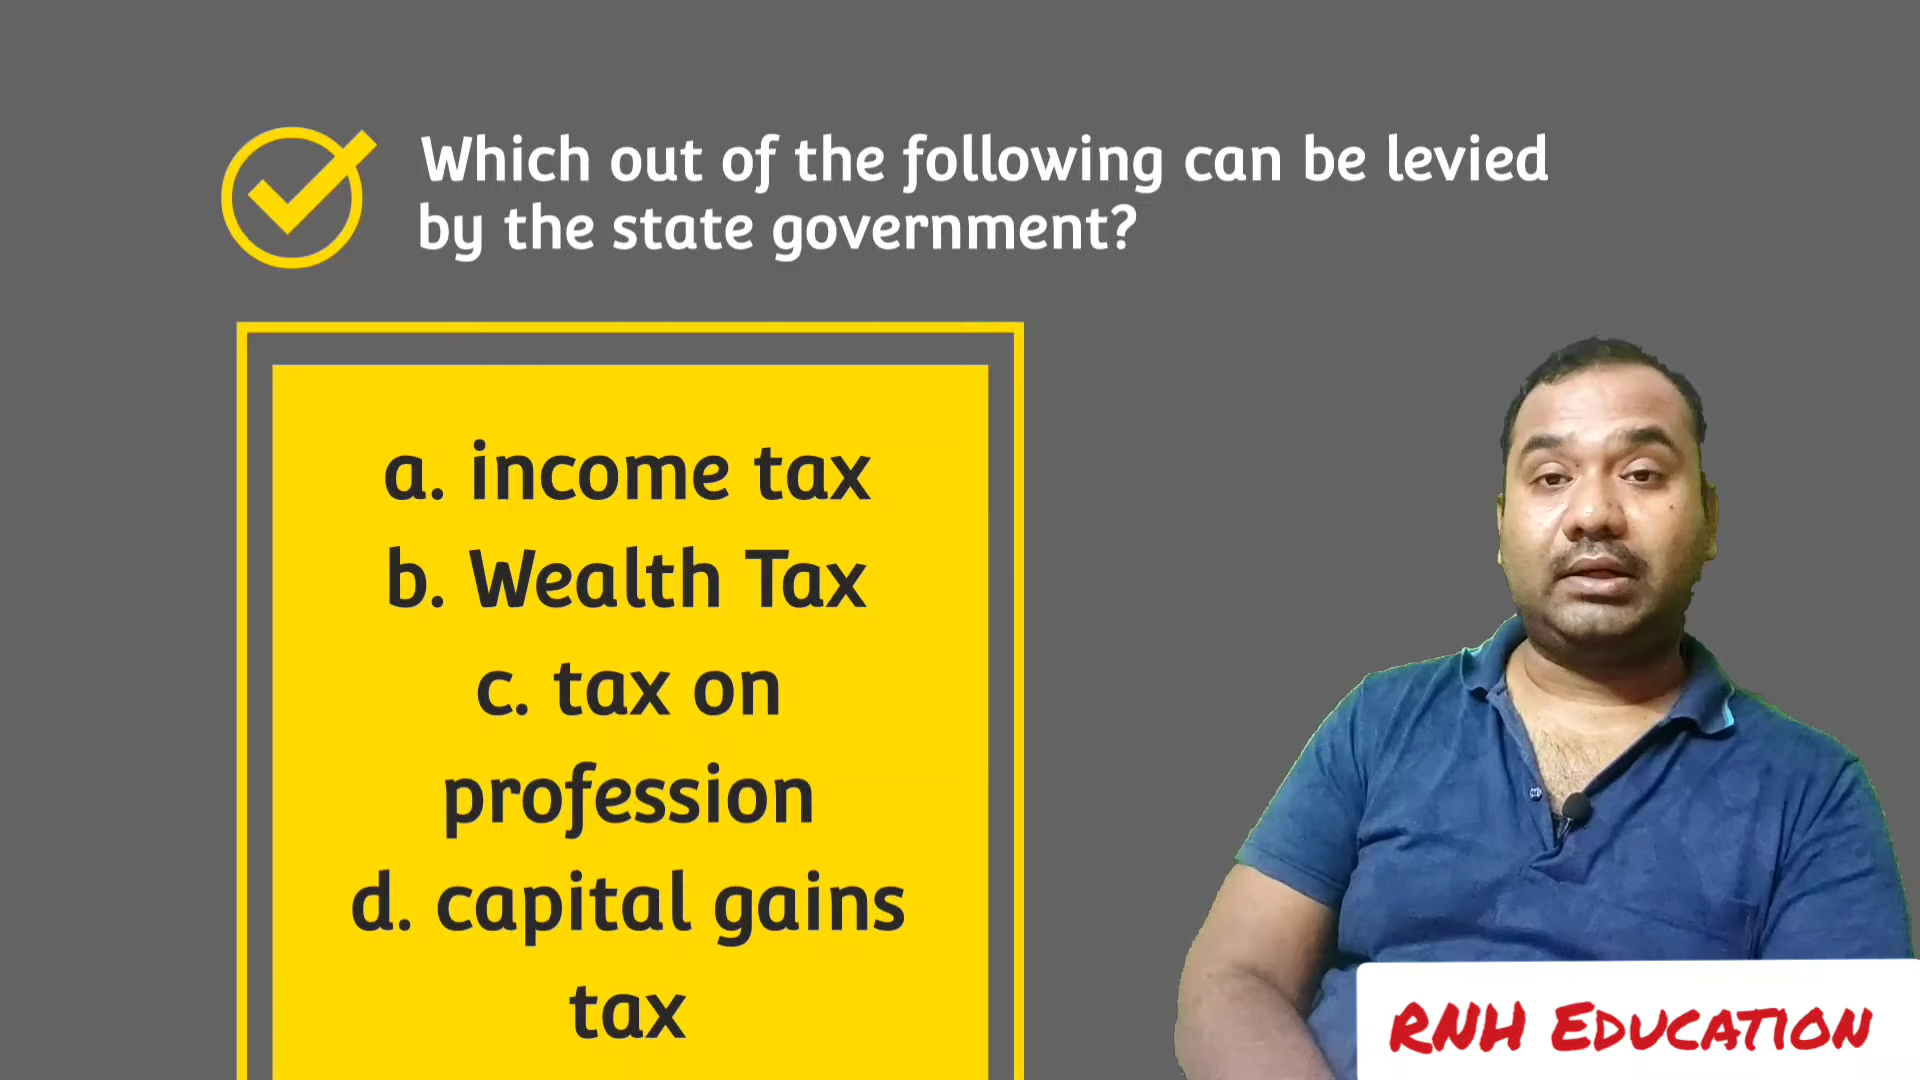 Which out of the following can be levied
by the state government?
a. income tax
b. Wealth Tax
c. tax on
profession
d. capital gains
tax
RNH EDUCATION